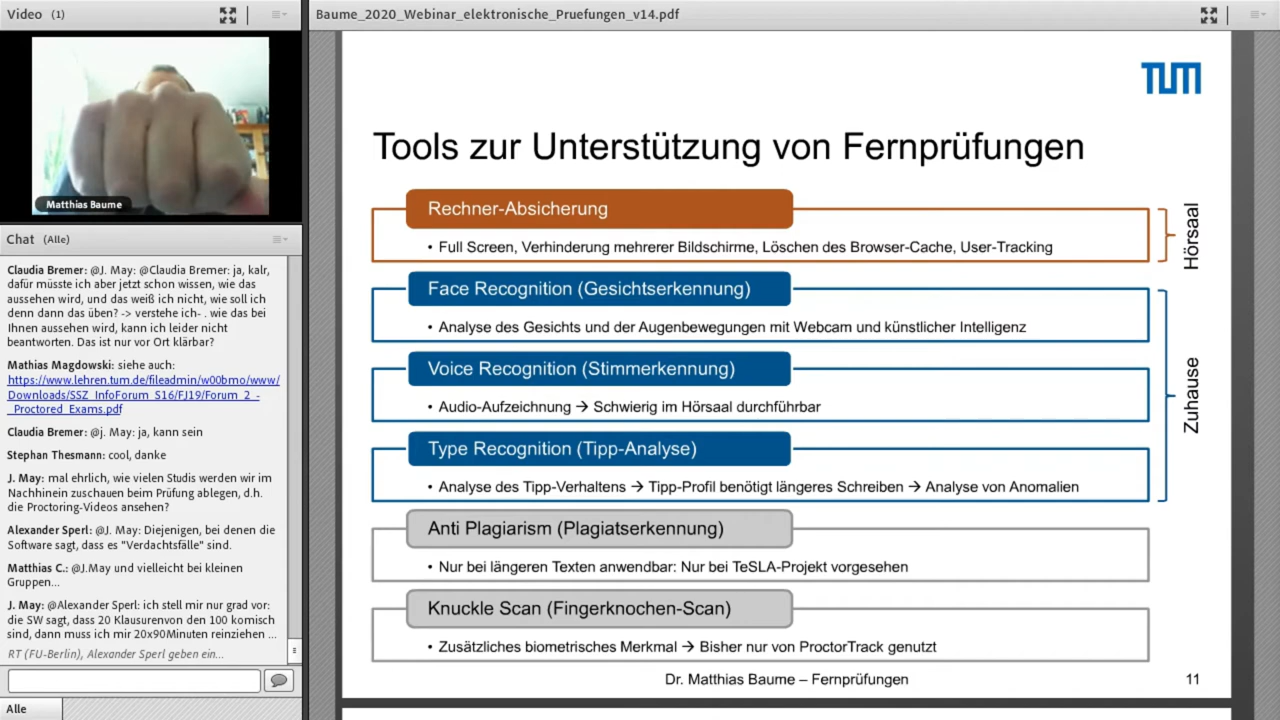 Video (1)
Matthias Baume
Chat (Alle)
Claudia Bremer: @J. May: @Claudia Bremer: ja, kalr,
dafür müsste ich aber jetzt schon wissen, wie das
aussehen wird, und das weiß ich nicht, wie soll ich
denn dann das üben? -> verstehe ich- . wie das bei
Ihnen aussehen wird, kann ich leider nicht
beantworten. Das ist nur vor Ort klärbar?
Mathias Magdowski: siehe auch:
https://www.lehren.tum.de/fileadmin/w00bmo/www/
Downloads/SSZ_InfoForum_S16/FJ19/Forum_2_-
_Proctored_Exams.pdf
Claudia Bremer: @j. May: ja, kann sein
Stephan Thesmann: cool, danke
J. May: mal ehrlich, wie vielen Studis werden wir im
Nachhinein zuschauen beim Prüfung ablegen, d.h.
die Proctoring-Videos ansehen?
Alexander Sperl: @J. May: Diejenigen, bei denen die
Software sagt, dass es "Verdachtsfälle" sind.
Matthias C.: @J.May und vielleicht bei kleinen
Gruppen...
J. May: @Alexander Sperl: ich stell mir nur grad vor:
die SW sagt, dass 20 Klausurenvon den 100 komisch
sind, dann muss ich mir 20x90Minuten reinziehen ...
RT (FU-Berlin), Alexander Sperl geben ein...
Alle
Baume_2020_Webinar_elektronische_Pruefungen_v14.pdf
TUM
Tools zur Unterstützung von Fernprüfungen
Rechner-Absicherung
• Full Screen, Verhinderung mehrerer Bildschirme, Löschen des Browser-Cache, User-Tracking
Hörsaal
Face Recognition (Gesichtserkennung)
• Analyse des Gesichts und der Augenbewegungen mit Webcam und künstlicher Intelligenz
Voice Recognition (Stimmerkennung)
• Audio-Aufzeichnung → Schwierig im Hörsaal durchführbar
Zuhause
Type Recognition (Tipp-Analyse)
• Analyse des Tipp-Verhaltens → Tipp-Profil benötigt längeres Schreiben → Analyse von Anomalien
Anti Plagiarism (Plagiatserkennung)
• Nur bei längeren Texten anwendbar: Nur bei TeSLA-Projekt vorgesehen
Knuckle Scan (Fingerknochen-Scan)
• Zusätzliches biometrisches Merkmal → Bisher nur von ProctorTrack genutzt
Dr. Matthias Baume – Fernprüfungen
11